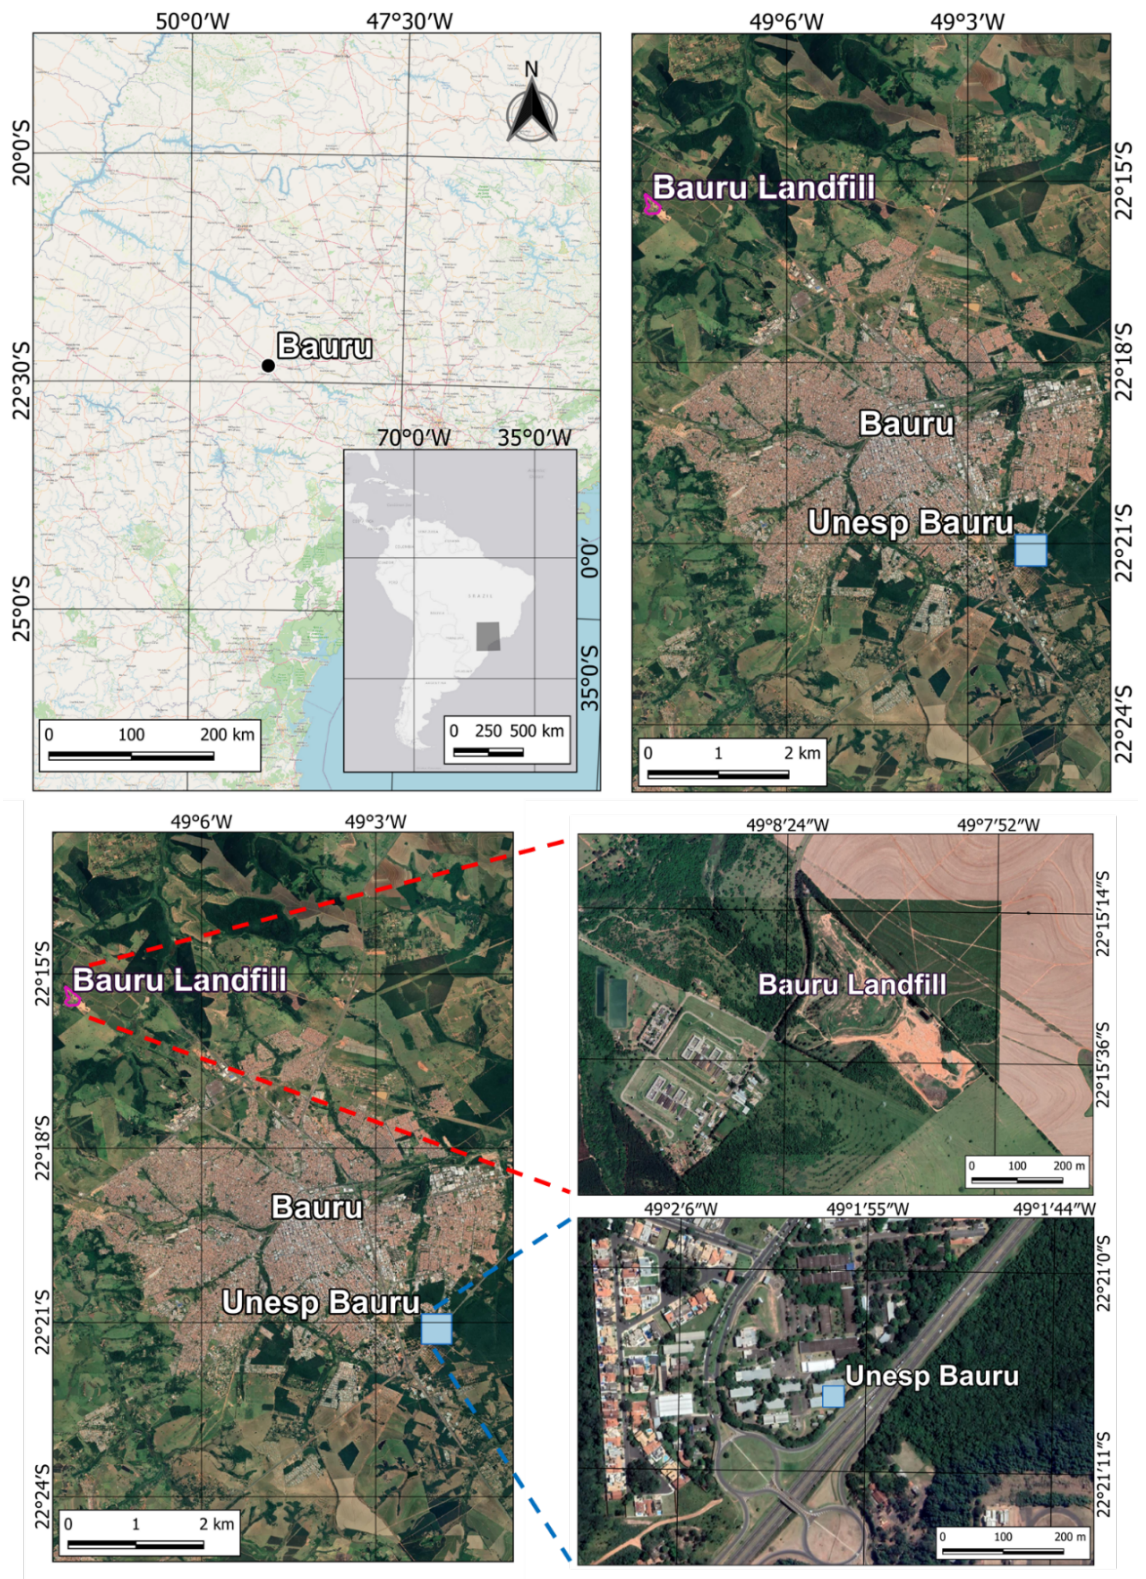 50°0′W 47°30′W
N
20°0′S
22°30′S
25°0′S
Bauru
70°0′W 35°0′W
0°0′
35°0′S
BRAZIL
0 250 500 km
0 100 200 km
49°6′W 49°3′W
22°15′S
22°18′S
22°21′S
22°24′S
Bauru Landfill
Bauru
Unesp Bauru
0 1 2 km
49°6′W 49°3′W
22°15′S
22°18′S
22°21′S
22°24′S
Bauru Landfill
Bauru
Unesp Bauru
0 1 2 km
49°8′24″W 49°7′52″W
22°15′14″S
22°15′36″S
Bauru Landfill
0 100 200 m
49°2′6″W 49°1′55″W 49°1′44″W
22°21′0″S
22°21′11″S
Unesp Bauru
0 100 200 m